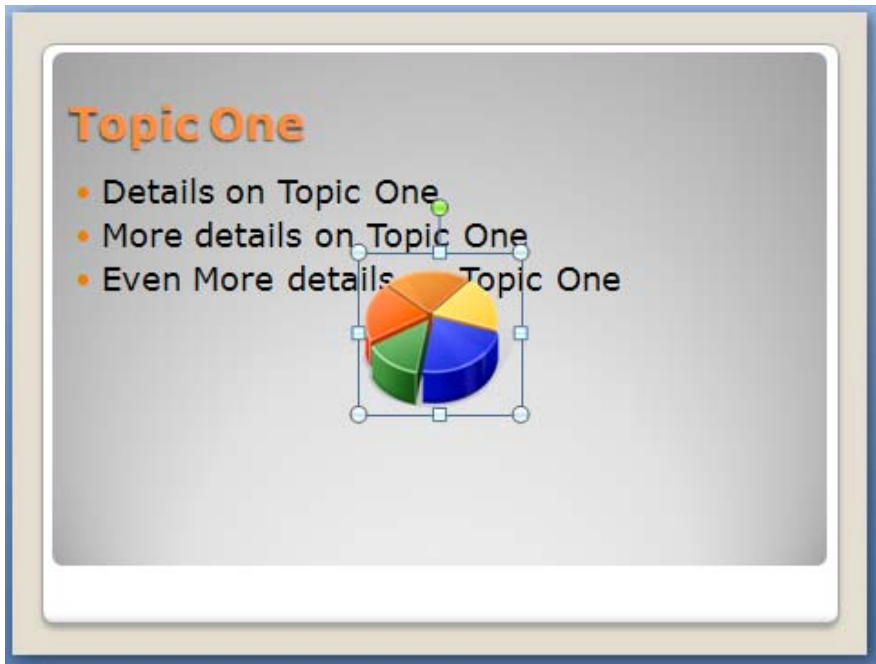 Topic One
• Details on Topic One
• More details on Topic One
• Even More details Topic One